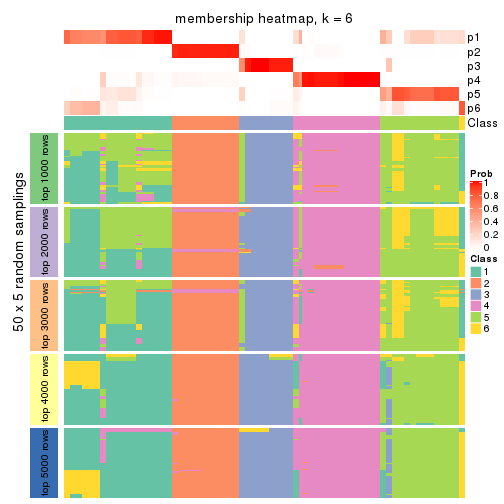 membership heatmap, k = 6
p1
p2
p3
p4
p5
p6
Class
50 x 5 random samplings
top 1000 rows
top 2000 rows
top 3000 rows
top 4000 rows
top 5000 rows
Prob
1
0.8
0.6
0.4
0.2
0
Class
1
2
3
4
5
6